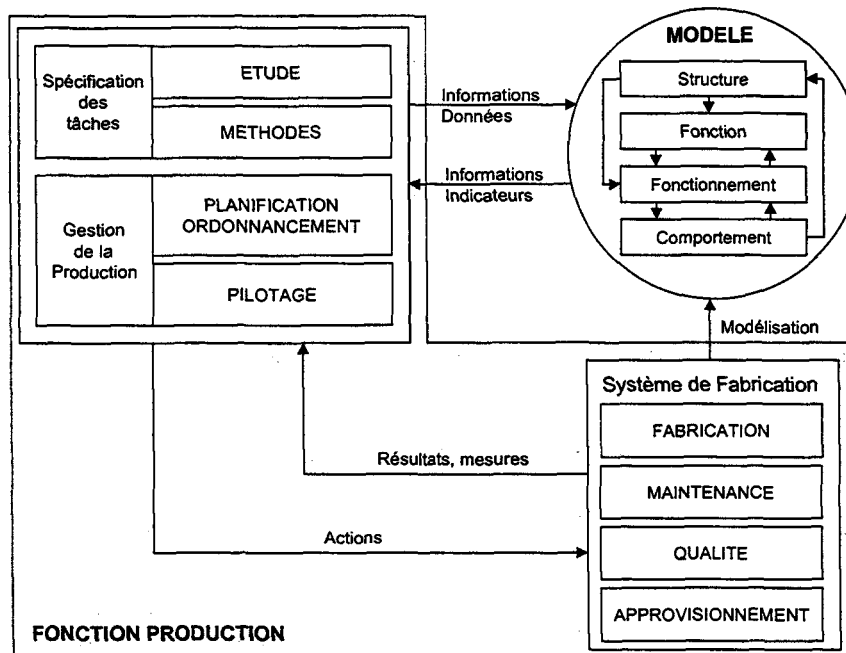 Spécification
des
tâches
ETUDE
METHODES
Gestion
de la
Production
PLANIFICATION
ORDONNANCEMENT
PILOTAGE
Informations
Données
Informations
Indicateurs
MODELE
Structure
Fonction
Fonctionnement
Comportement
Modélisation
Système de Fabrication
FABRICATION
MAINTENANCE
QUALITE
APPROVISIONNEMENT
Résultats, mesures
Actions
FONCTION PRODUCTION